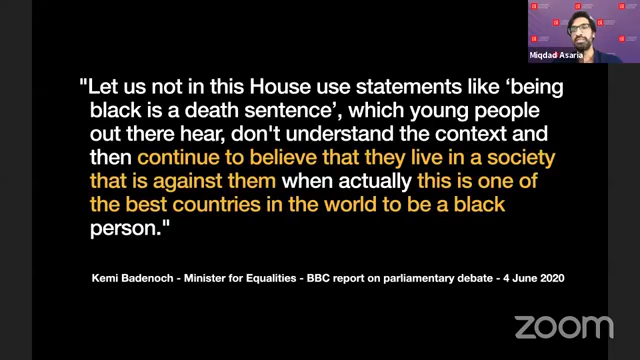 "Let us not in this House use statements like ‘being
black is a death sentence’, which young people
out there hear, don't understand the context and
then continue to believe that they live in a society
that is against them when actually this is one of
the best countries in the world to be a black
person."
Kemi Badenoch - Minister for Equalities - BBC report on parliamentary debate - 4 June 2020
Miqdad Asaria
zoom